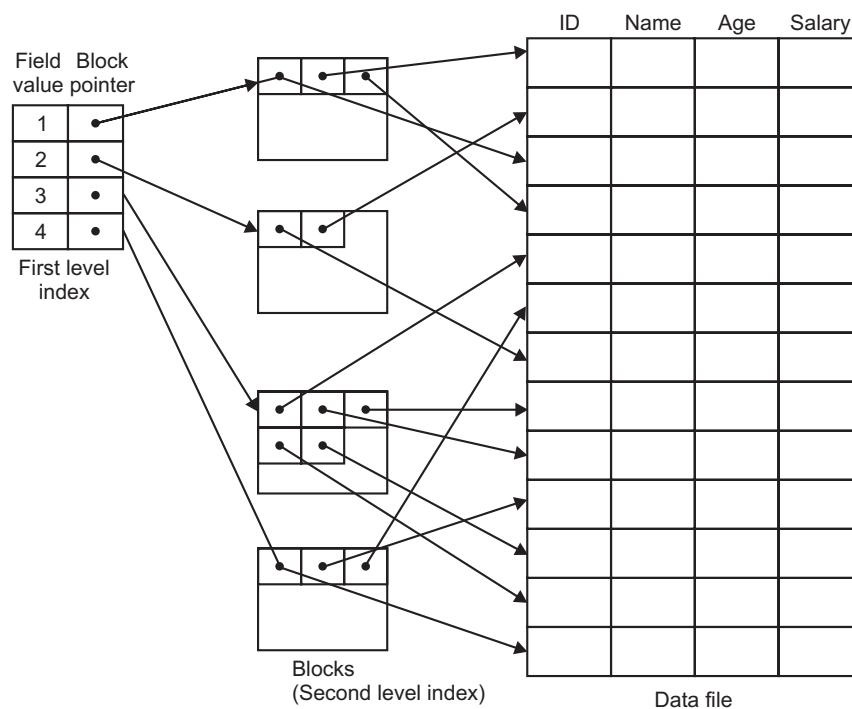 ID Name Age Salary
Field Block
value pointer
1
2
3
4
First level
index
Blocks
(Second level index)
Data file